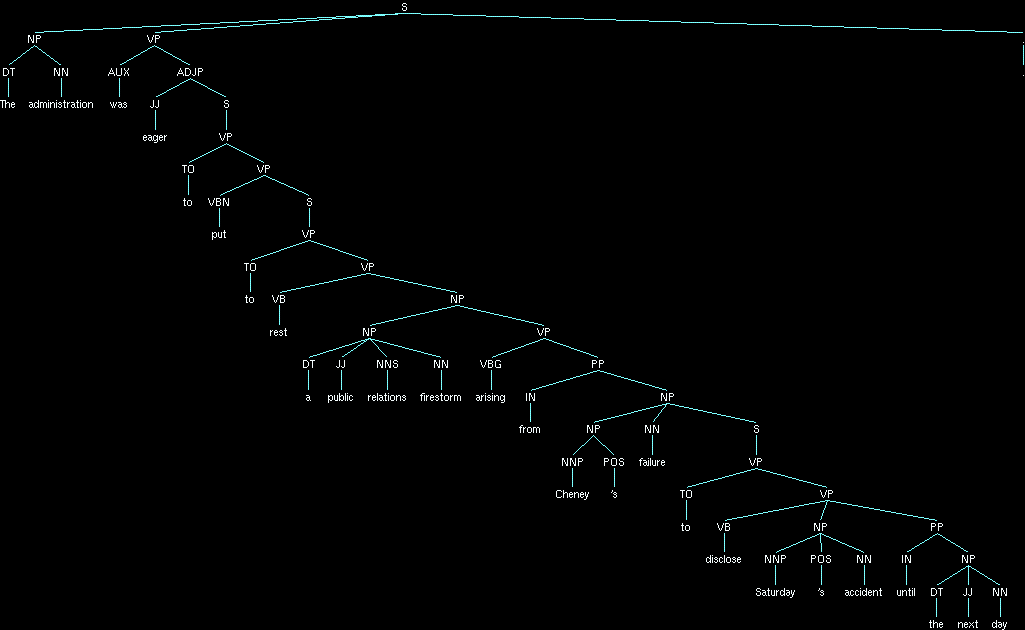 S
NP VP
DT NN AUX ADJP
The administration was JJ S
eager VP
TO VP
to VBN S
put VP
TO VP
to VB NP
rest NP VP
DT JJ NNS NN VBG PP
a public relations firestorm arising IN NP
from NP NN S
NNP POS failure VP
Cheney 's TO VP
to VB NP PP
disclose NNP POS NN IN NP
Saturday 's accident until DT JJ NN
the next day